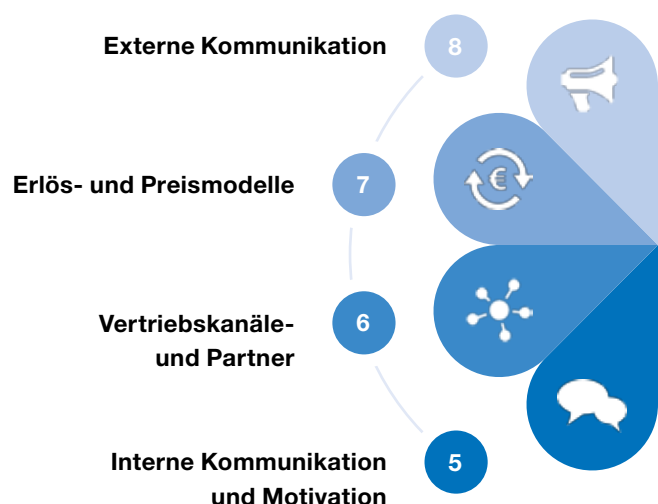 Externe Kommunikation
8
Erlös- und Preismodelle
7
€
Vertriebskanäle-
und Partner
6
Interne Kommunikation
und Motivation
5